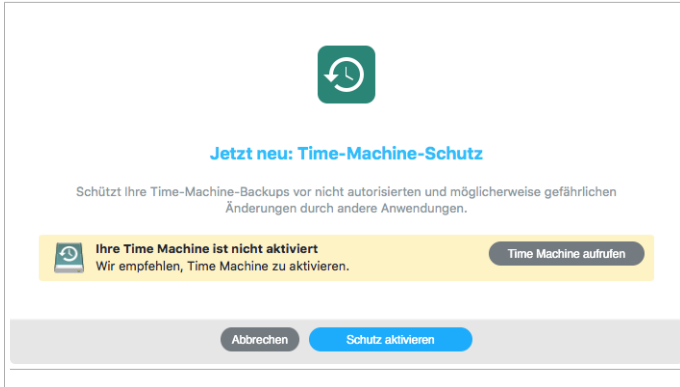 Jetzt neu: Time-Machine-Schutz
Schützt Ihre Time-Machine-Backups vor nicht autorisierten und möglicherweise gefährlichen
Änderungen durch andere Anwendungen.
Ihre Time Machine ist nicht aktiviert
Wir empfehlen, Time Machine zu aktivieren.
Time Machine aufrufen
Abbrechen
Schutz aktivieren